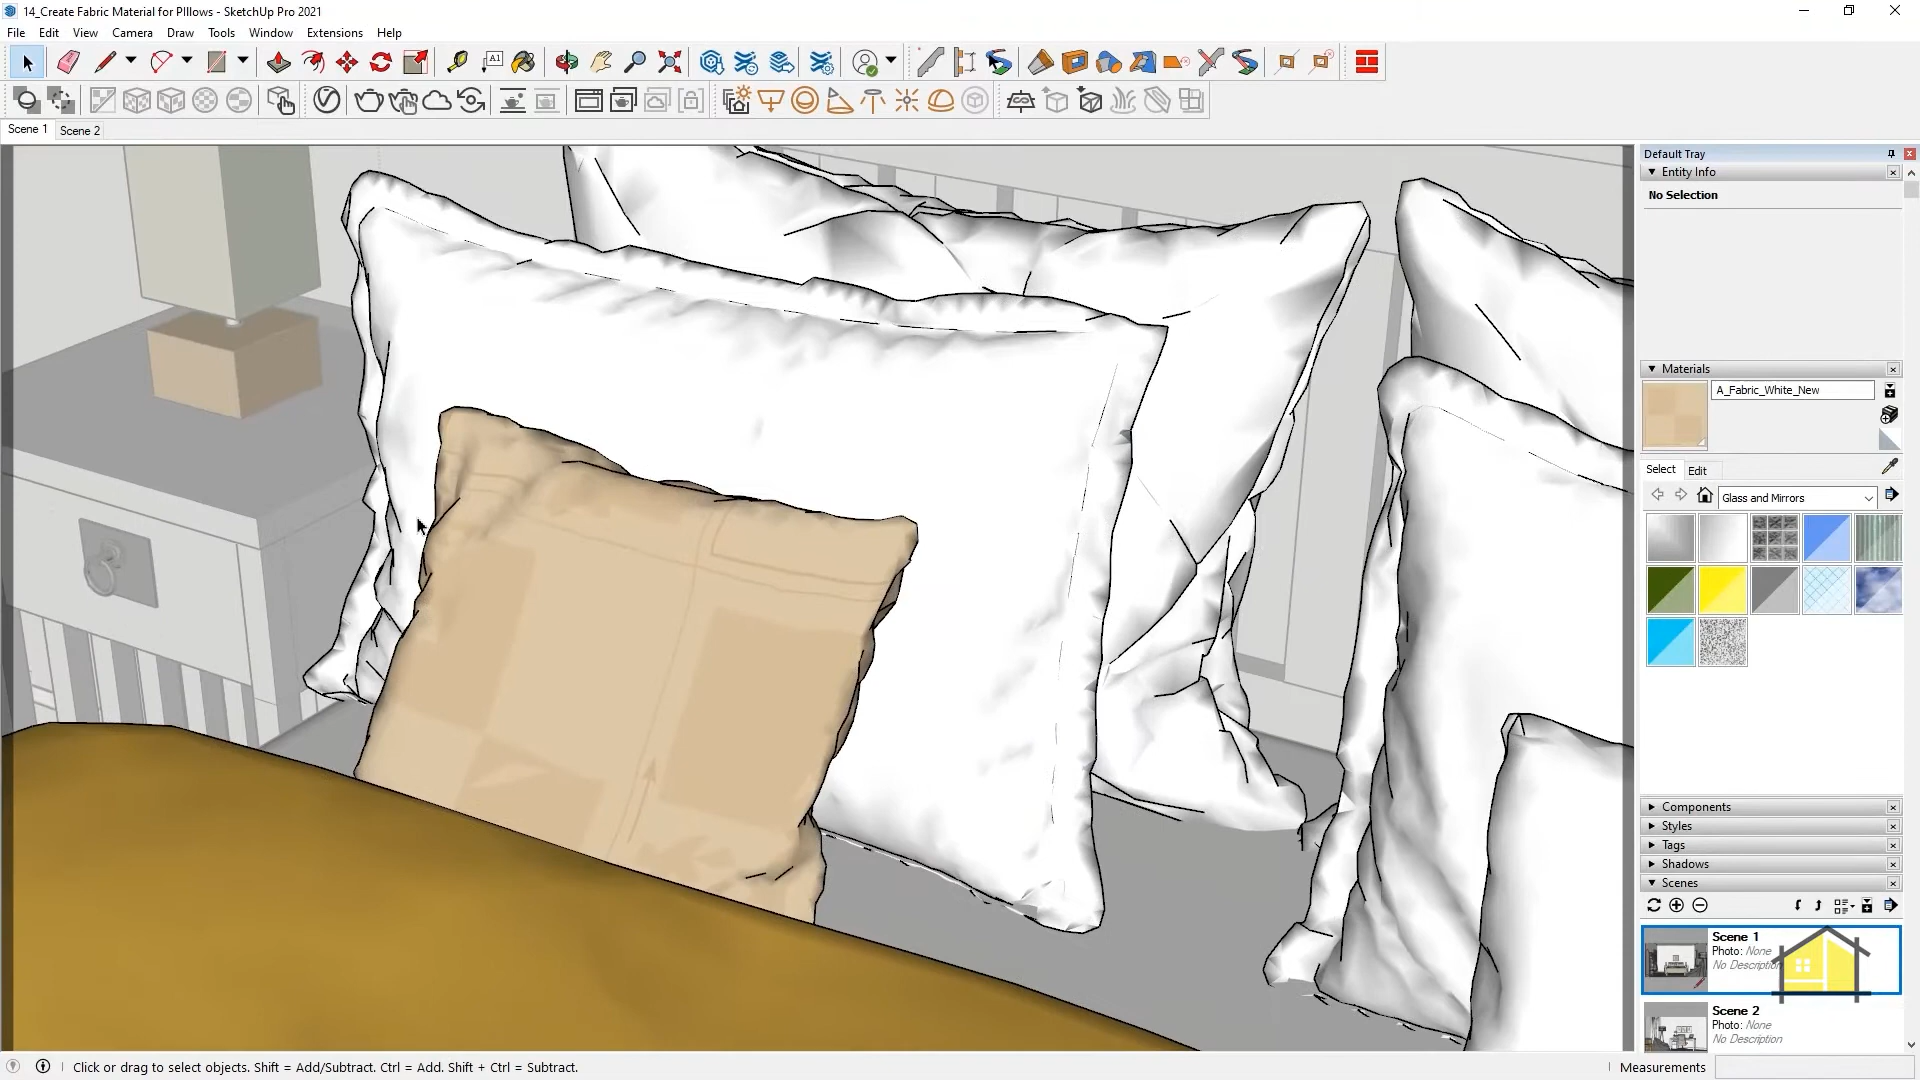 14_Create Fabric Material for PIllows - SketchUp Pro 2021
File Edit View Camera Draw Tools Window Extensions Help
A1
Scene 1 Scene 2
Default Tray
Entity Info
No Selection
Materials
A_Fabric_White_New
Select Edit
Glass and Mirrors
Components
Styles
Tags
Shadows
Scenes
Scene 1
Photo: None
No Description
Scene 2
Photo: None
No Description
Click or drag to select objects. Shift = Add/Subtract. Ctrl = Add. Shift + Ctrl = Subtract.
Measurements